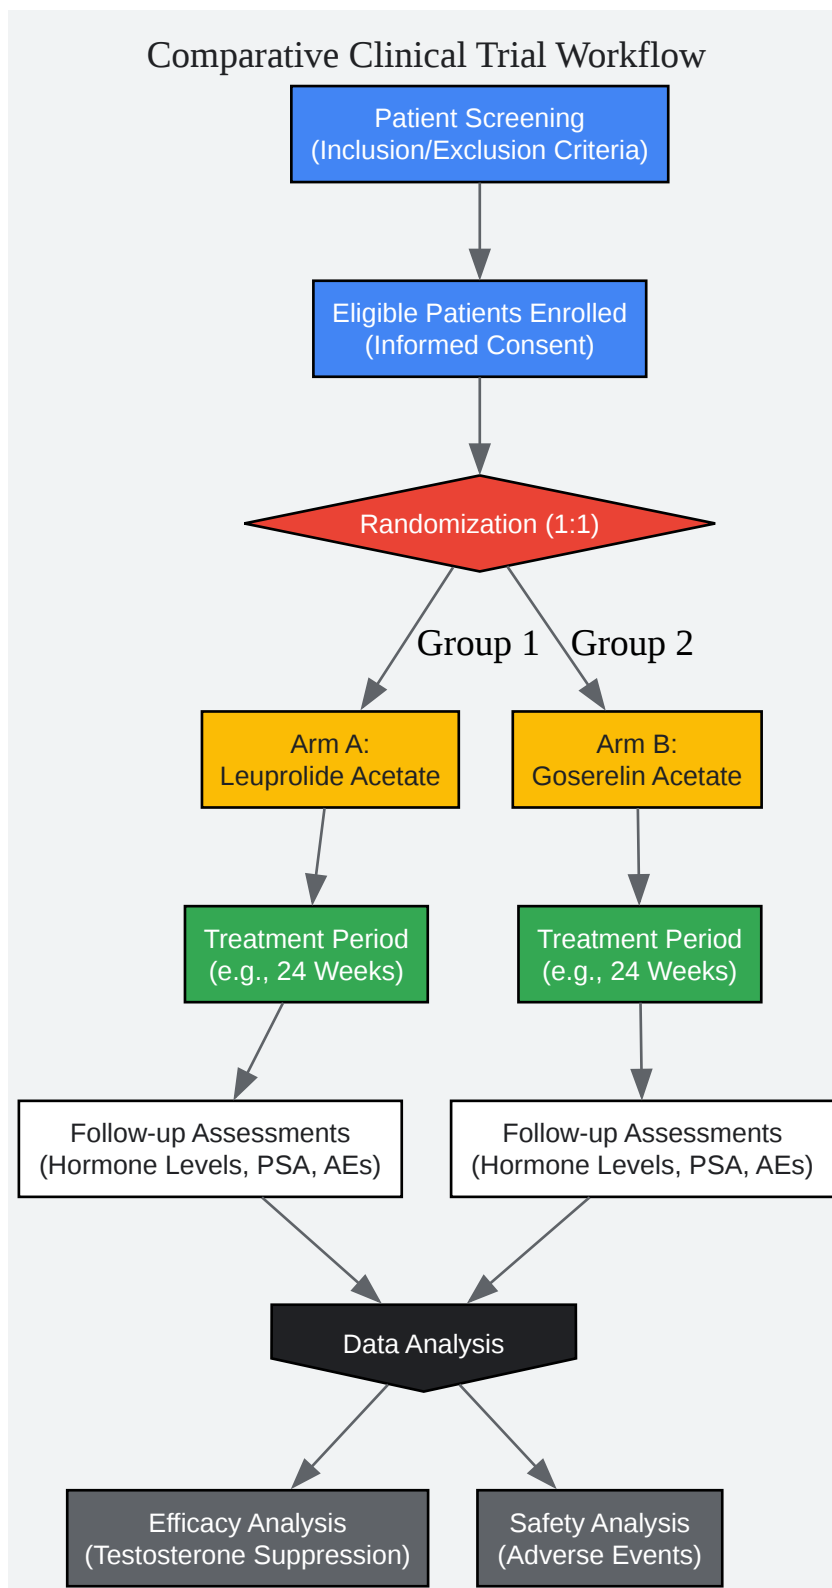 Comparative Clinical Trial Workflow
Patient Screening
(Inclusion/Exclusion Criteria)
Eligible Patients Enrolled
(Informed Consent)
Randomization (1:1)
Group 1
Group 2
Arm A:
Leuprolide Acetate
Arm B:
Goserelin Acetate
Treatment Period
(e.g., 24 Weeks)
Treatment Period
(e.g., 24 Weeks)
Follow-up Assessments
(Hormone Levels, PSA, AEs)
Follow-up Assessments
(Hormone Levels, PSA, AEs)
Data Analysis
Efficacy Analysis
(Testosterone Suppression)
Safety Analysis
(Adverse Events)